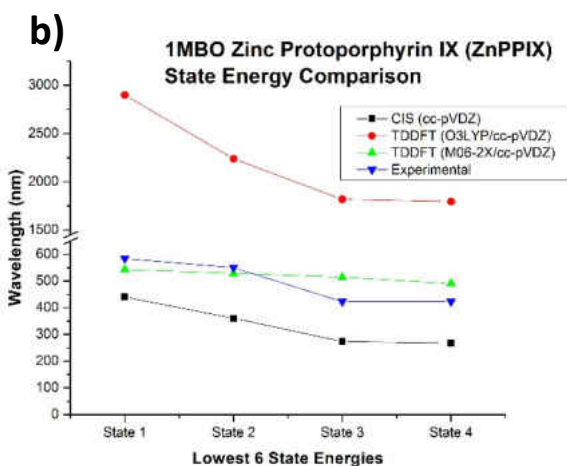 b)
1MBO Zinc Protoporphyrin IX (ZnPPIX)
State Energy Comparison
CIS (cc-pVDZ)
TDDFT (O3LYP/cc-pVDZ)
TDDFT (M06-2X/cc-pVDZ)
Experimental
Wavelength (nm)
3000
2500
2000
1500
600
500
400
300
200
100
0
State 1 State 2 State 3 State 4
Lowest 6 State Energies